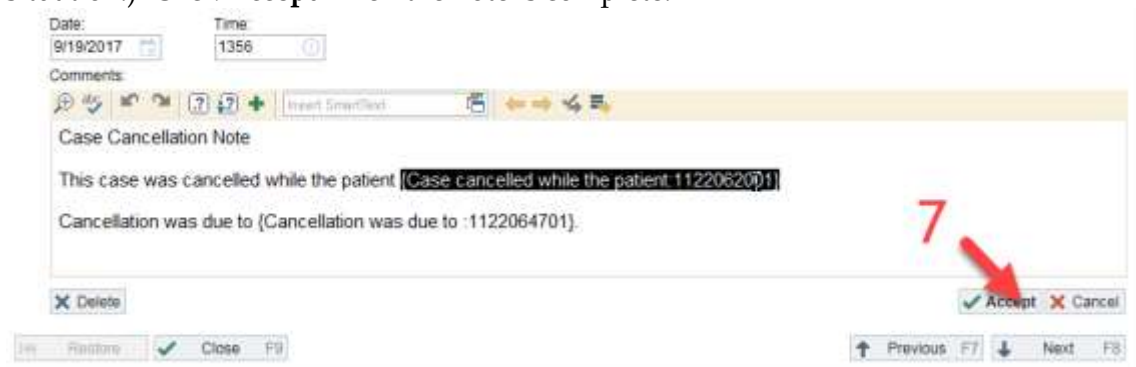 Date: Time:
9/19/2017 1356
Comments:
abc ? ? Insert SmartText
Case Cancellation Note
This case was cancelled while the patient {Case cancelled while the patient:1122062001}
Cancellation was due to {Cancellation was due to :1122064701}.
7
Delete Accept Cancel
Restore Close F9 Previous F7 Next F8